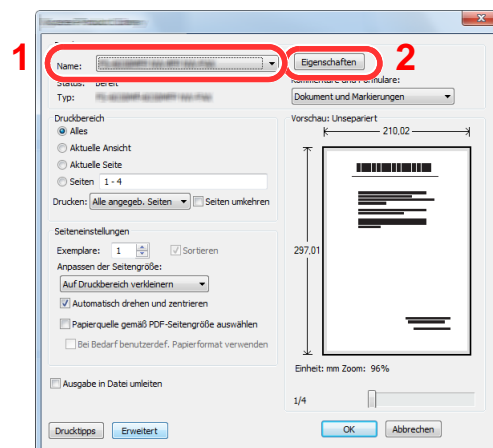 1
2
Name:
Eigenschaften
Status: Bereit
Kommentare und Formulare:
Typ:
Dokument und Markierungen
Druckbereich
Alles
Aktuelle Ansicht
Aktuelle Seite
Seiten 1 - 4
Drucken: Alle angegeb. Seiten Seiten umkehren
Seiteneinstellungen
Exemplare: 1 Sortieren
Anpassen der Seitengröße:
Auf Druckbereich verkleinern
Automatisch drehen und zentrieren
Papierquelle gemäß PDF-Seitengröße auswählen
Bei Bedarf benutzerdef. Papierformat verwenden
Ausgabe in Datei umleiten
Drucktipps
Erweitert
Vorschau: Unsepariert
210,02
297,01
Einheit: mm Zoom: 96%
1/4
OK
Abbrechen